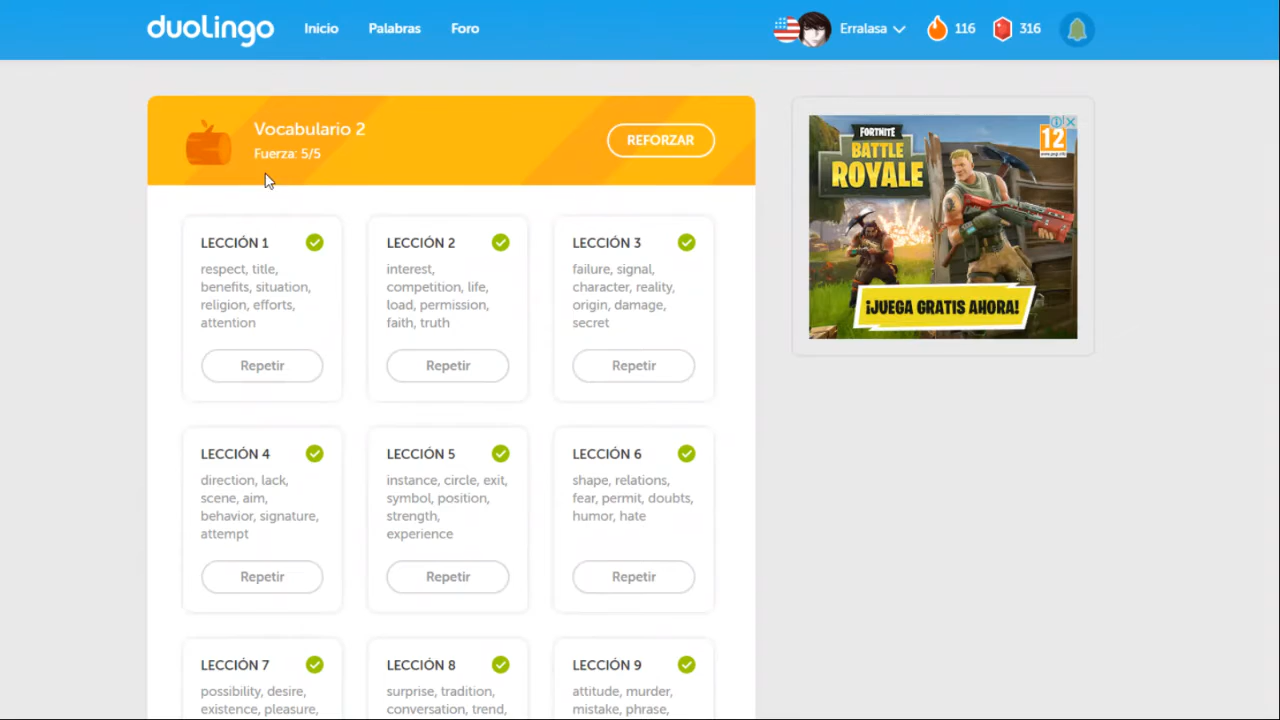 duolingo
Inicio
Palabras
Foro
Erralasa
116
316
Vocabulario 2
Fuerza: 5/5
REFORZAR
LECCIÓN 1
respect, title,
benefits, situation,
religion, efforts,
attention
Repetir
LECCIÓN 2
interest,
competition, life,
load, permission,
faith, truth
Repetir
LECCIÓN 3
failure, signal,
character, reality,
origin, damage,
secret
Repetir
LECCIÓN 4
direction, lack,
scene, aim,
behavior, signature,
attempt
Repetir
LECCIÓN 5
instance, circle, exit,
symbol, position,
strength,
experience
Repetir
LECCIÓN 6
shape, relations,
fear, permit, doubts,
humor, hate
Repetir
LECCIÓN 7
possibility, desire,
existence, pleasure,
LECCIÓN 8
surprise, tradition,
conversation, trend,
LECCIÓN 9
attitude, murder,
mistake, phrase,
FORTNITE
BATTLE
ROYALE
12
¡JUEGA GRATIS AHORA!